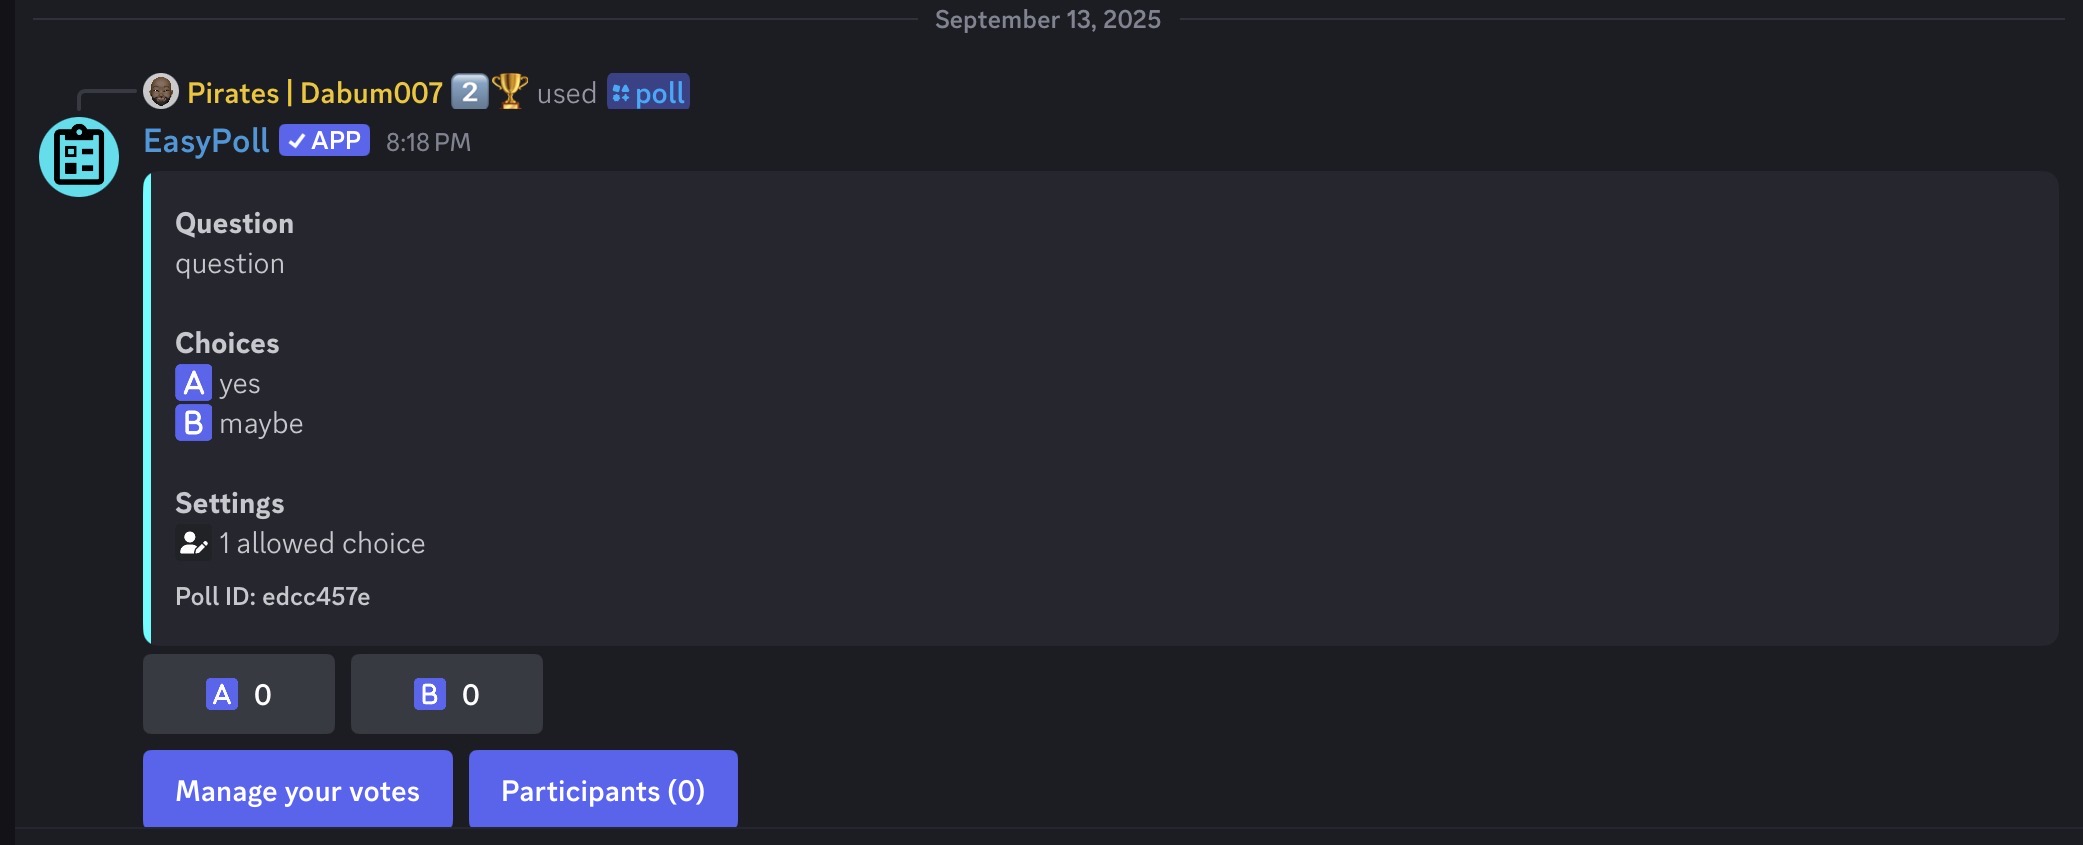 September 13, 2025
Pirates | Dabum007 2️⃣🏆 used poll
EasyPoll ✓ APP 8:18 PM
Question
question
Choices
A yes
B maybe
Settings
1 allowed choice
Poll ID: edcc457e
A 0 B 0
Manage your votes Participants (0)